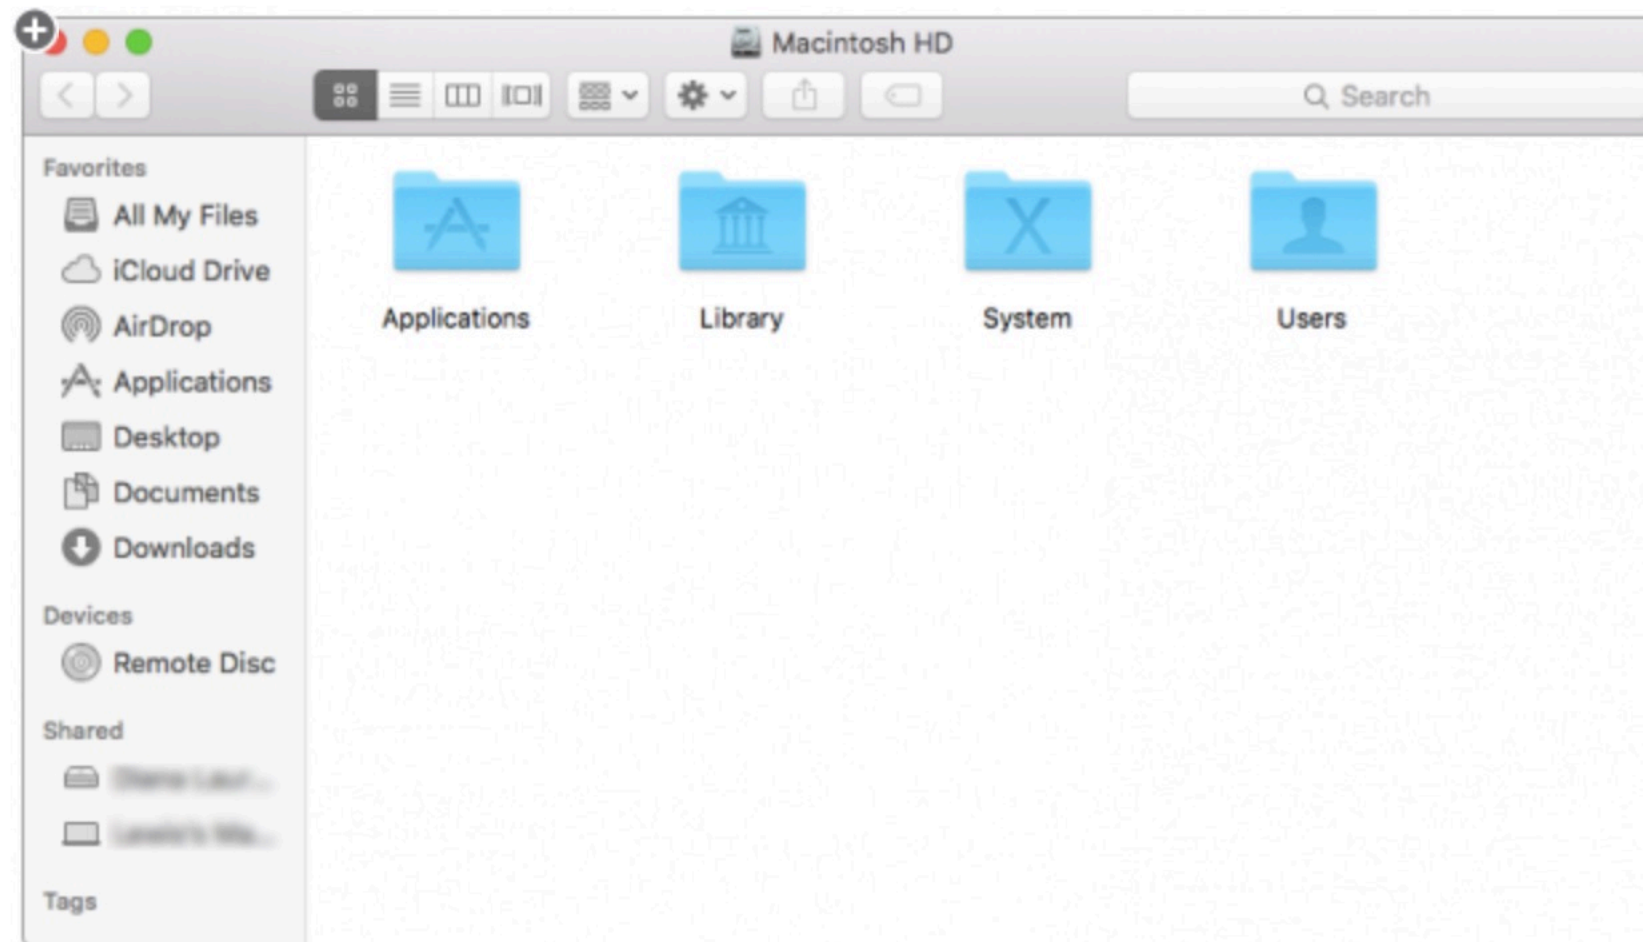 Macintosh HD
Search
Favorites
All My Files
iCloud Drive
AirDrop
Applications
Desktop
Documents
Downloads
Devices
Remote Disc
Shared
Tags
Applications
Library
System
Users